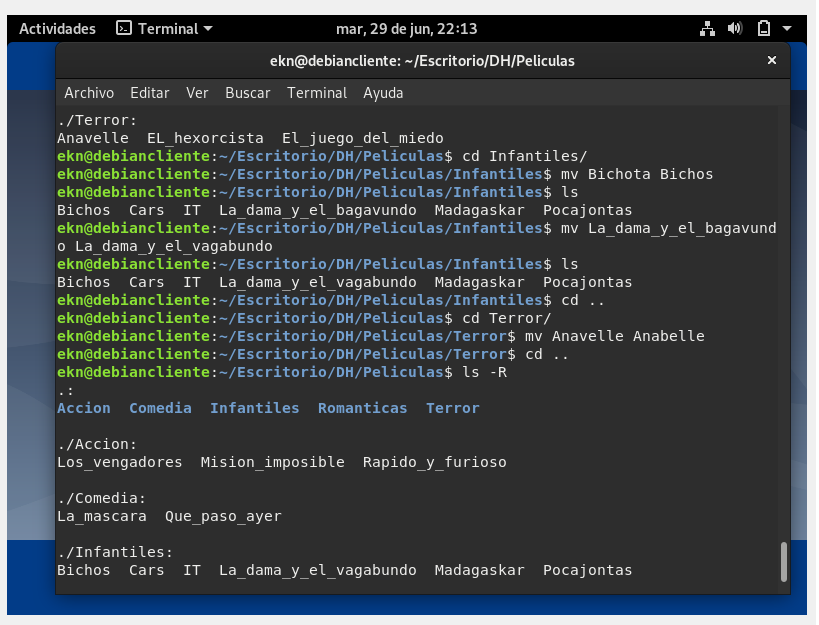 Actividades Terminal mar, 29 de jun, 22:13
ekn@debiancliente: ~/Escritorio/DH/Peliculas ×
Archivo Editar Ver Buscar Terminal Ayuda
./Terror:
Anavelle  EL_hexorcista  El_juego_del_miedo
ekn@debiancliente:~/Escritorio/DH/Peliculas$ cd Infantiles/
ekn@debiancliente:~/Escritorio/DH/Peliculas/Infantiles$ mv Bichota Bichos
ekn@debiancliente:~/Escritorio/DH/Peliculas/Infantiles$ ls
Bichos  Cars  IT  La_dama_y_el_bagavundo  Madagaskar  Pocajontas
ekn@debiancliente:~/Escritorio/DH/Peliculas/Infantiles$ mv La_dama_y_el_bagavund
o La_dama_y_el_vagabundo
ekn@debiancliente:~/Escritorio/DH/Peliculas/Infantiles$ ls
Bichos  Cars  IT  La_dama_y_el_vagabundo  Madagaskar  Pocajontas
ekn@debiancliente:~/Escritorio/DH/Peliculas/Infantiles$ cd ..
ekn@debiancliente:~/Escritorio/DH/Peliculas$ cd Terror/
ekn@debiancliente:~/Escritorio/DH/Peliculas/Terror$ mv Anavelle Anabelle
ekn@debiancliente:~/Escritorio/DH/Peliculas/Terror$ cd ..
ekn@debiancliente:~/Escritorio/DH/Peliculas$ ls -R
.:
Accion  Comedia  Infantiles  Romanticas  Terror
./Accion:
Los_vengadores  Mision_imposible  Rapido_y_furioso
./Comedia:
La_mascara  Que_paso_ayer
./Infantiles:
Bichos  Cars  IT  La_dama_y_el_vagabundo  Madagaskar  Pocajontas